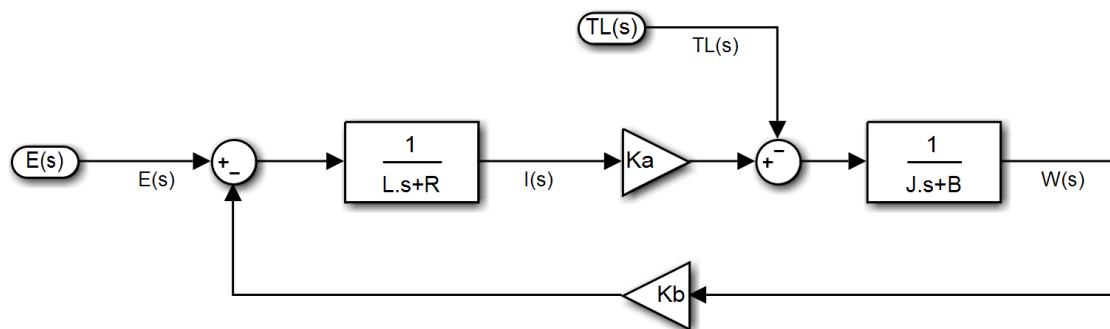 TL(s)
TL(s)
E(s)
E(s)
+
−
1
L.s+R
I(s)
Ka
+
−
1
J.s+B
W(s)
Kb